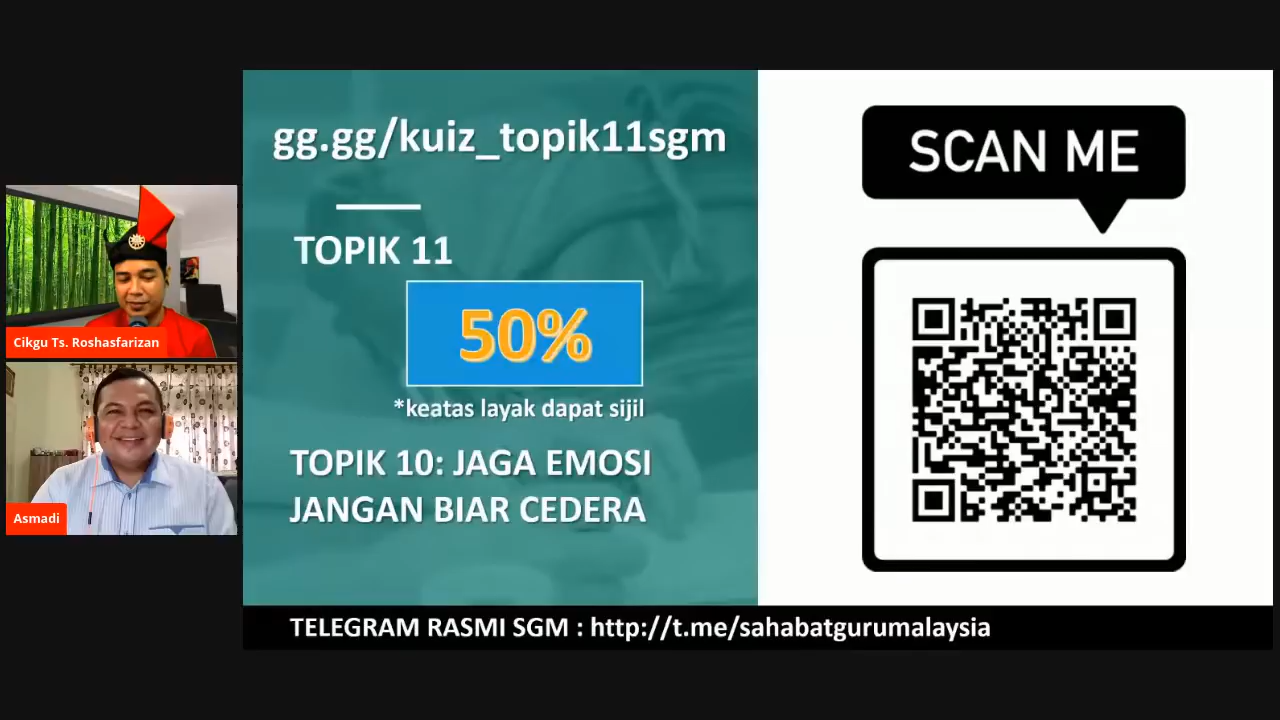 gg.gg/kuiz_topik11sgm
TOPIK 11
50%
*keatas layak dapat sijil
TOPIK 10: JAGA EMOSI
JANGAN BIAR CEDERA
SCAN ME
Cikgu Ts. Roshasfarizan
Asmadi
TELEGRAM RASMI SGM : http://t.me/sahabatgurumalaysia